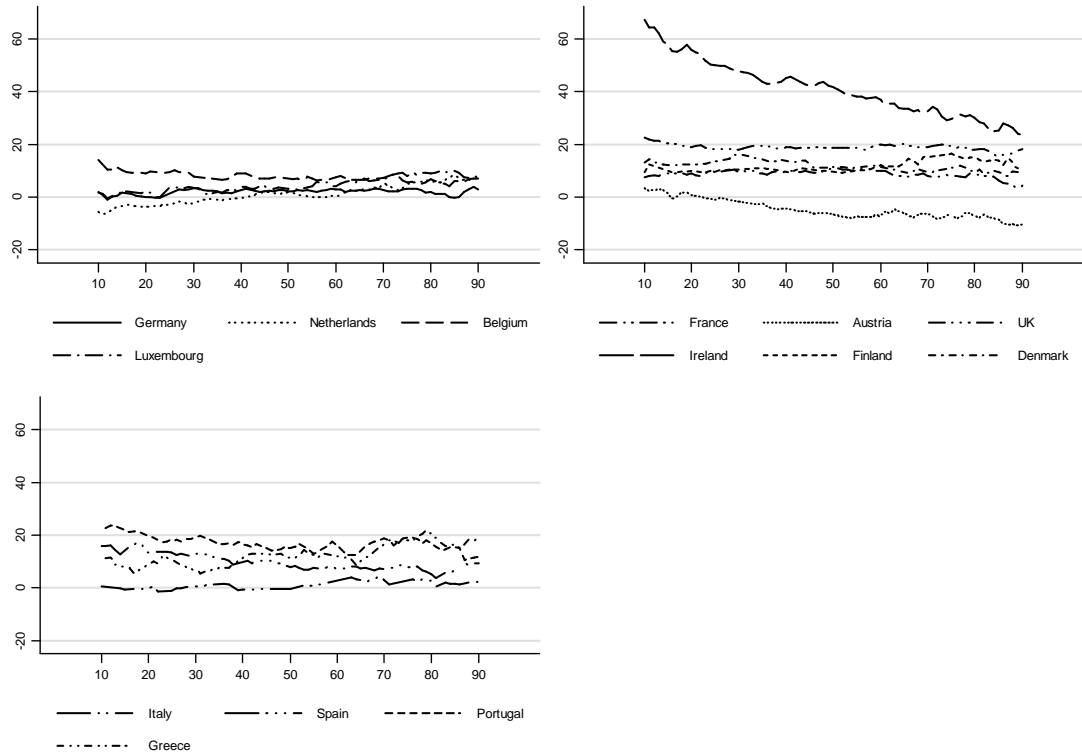 60
40
20
0
-20
10 20 30 40 50 60 70 80 90
Germany Netherlands Belgium
Luxembourg
60
40
20
0
-20
10 20 30 40 50 60 70 80 90
France Austria UK
Ireland Finland Denmark
60
40
20
0
-20
10 20 30 40 50 60 70 80 90
Italy Spain Portugal
Greece